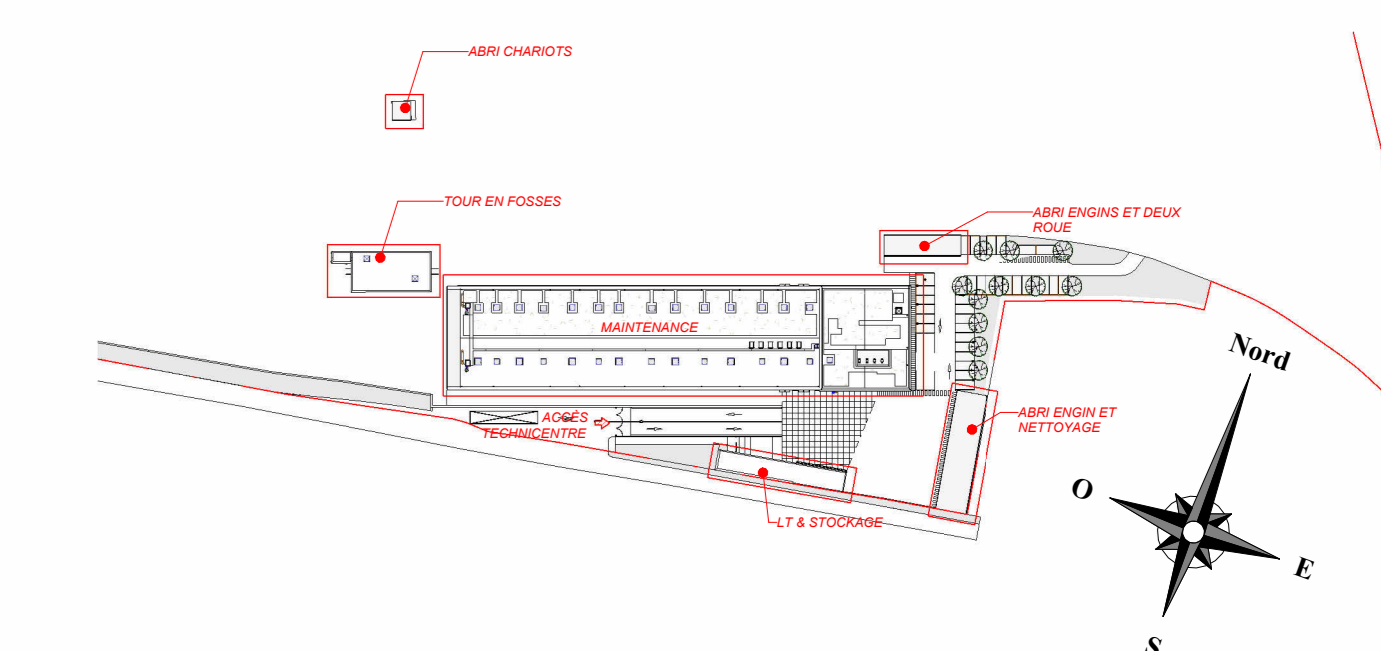 ABRI CHARIOTS
TOUR EN FOSSES
ABRI ENGINS ET DEUX
ROUE
MAINTENANCE
Nord
ACCÈS
TECHNICENTRE
ABRI ENGIN ET
NETTOYAGE
O
LT & STOCKAGE
E
S